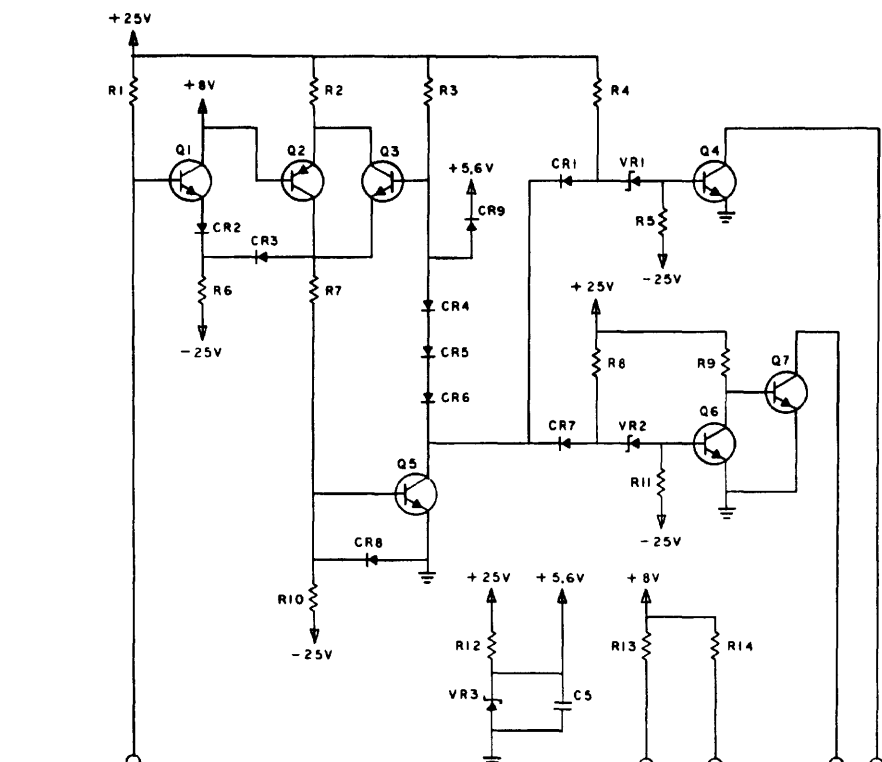 +25V
R1
+8V
R2
R3
R4
Q1
Q2
Q3
Q4
+5.6V
CR1
VR1
CR9
R5
CR2
CR3
-25V
R6
R7
+25V
CR4
-25V
CR5
R8
R9
Q7
CR6
Q6
CR7
VR2
Q5
R11
-25V
CR8
+25V
+5.6V
+8V
R10
-25V
R12
R13
R14
VR3
C5